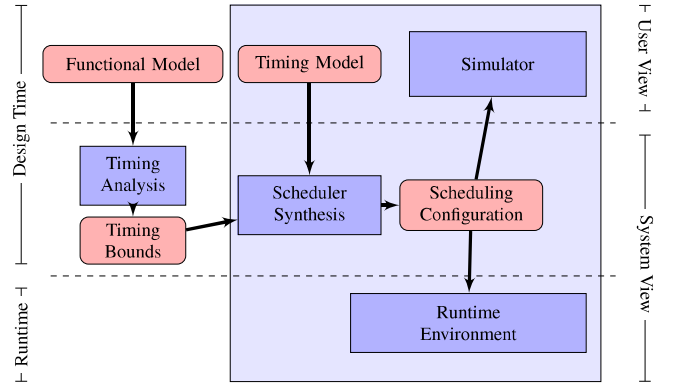 Functional Model
Timing Model
Simulator
User View
Design Time
Timing
Analysis
Scheduler
Synthesis
Scheduling
Configuration
Timing
Bounds
System View
Runtime
Runtime
Environment